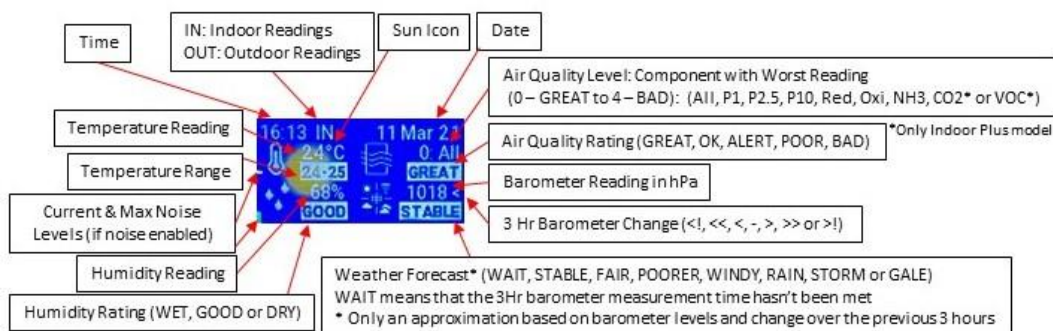 Time
IN: Indoor Readings
OUT: Outdoor Readings
Sun Icon
Date
Air Quality Level: Component with Worst Reading
(0 – GREAT to 4 – BAD): (All, P1, P2.5, P10, Red, Oxi, NH3, CO2* or VOC*)
*Only Indoor Plus model
Temperature Reading
Air Quality Rating (GREAT, OK, ALERT, POOR, BAD)
Temperature Range
Barometer Reading in hPa
Current & Max Noise
Levels (if noise enabled)
3 Hr Barometer Change (<!, <<, <, -, >, >> or >!)
Humidity Reading
Humidity Rating (WET, GOOD or DRY)
16:13 IN 11 Mar 21
24°C 0: All
24-25 GREAT
68% 1018 <
GOOD STABLE
Weather Forecast* (WAIT, STABLE, FAIR, POORER, WINDY, RAIN, STORM or GALE)
WAIT means that the 3Hr barometer measurement time hasn't been met
* Only an approximation based on barometer levels and change over the previous 3 hours